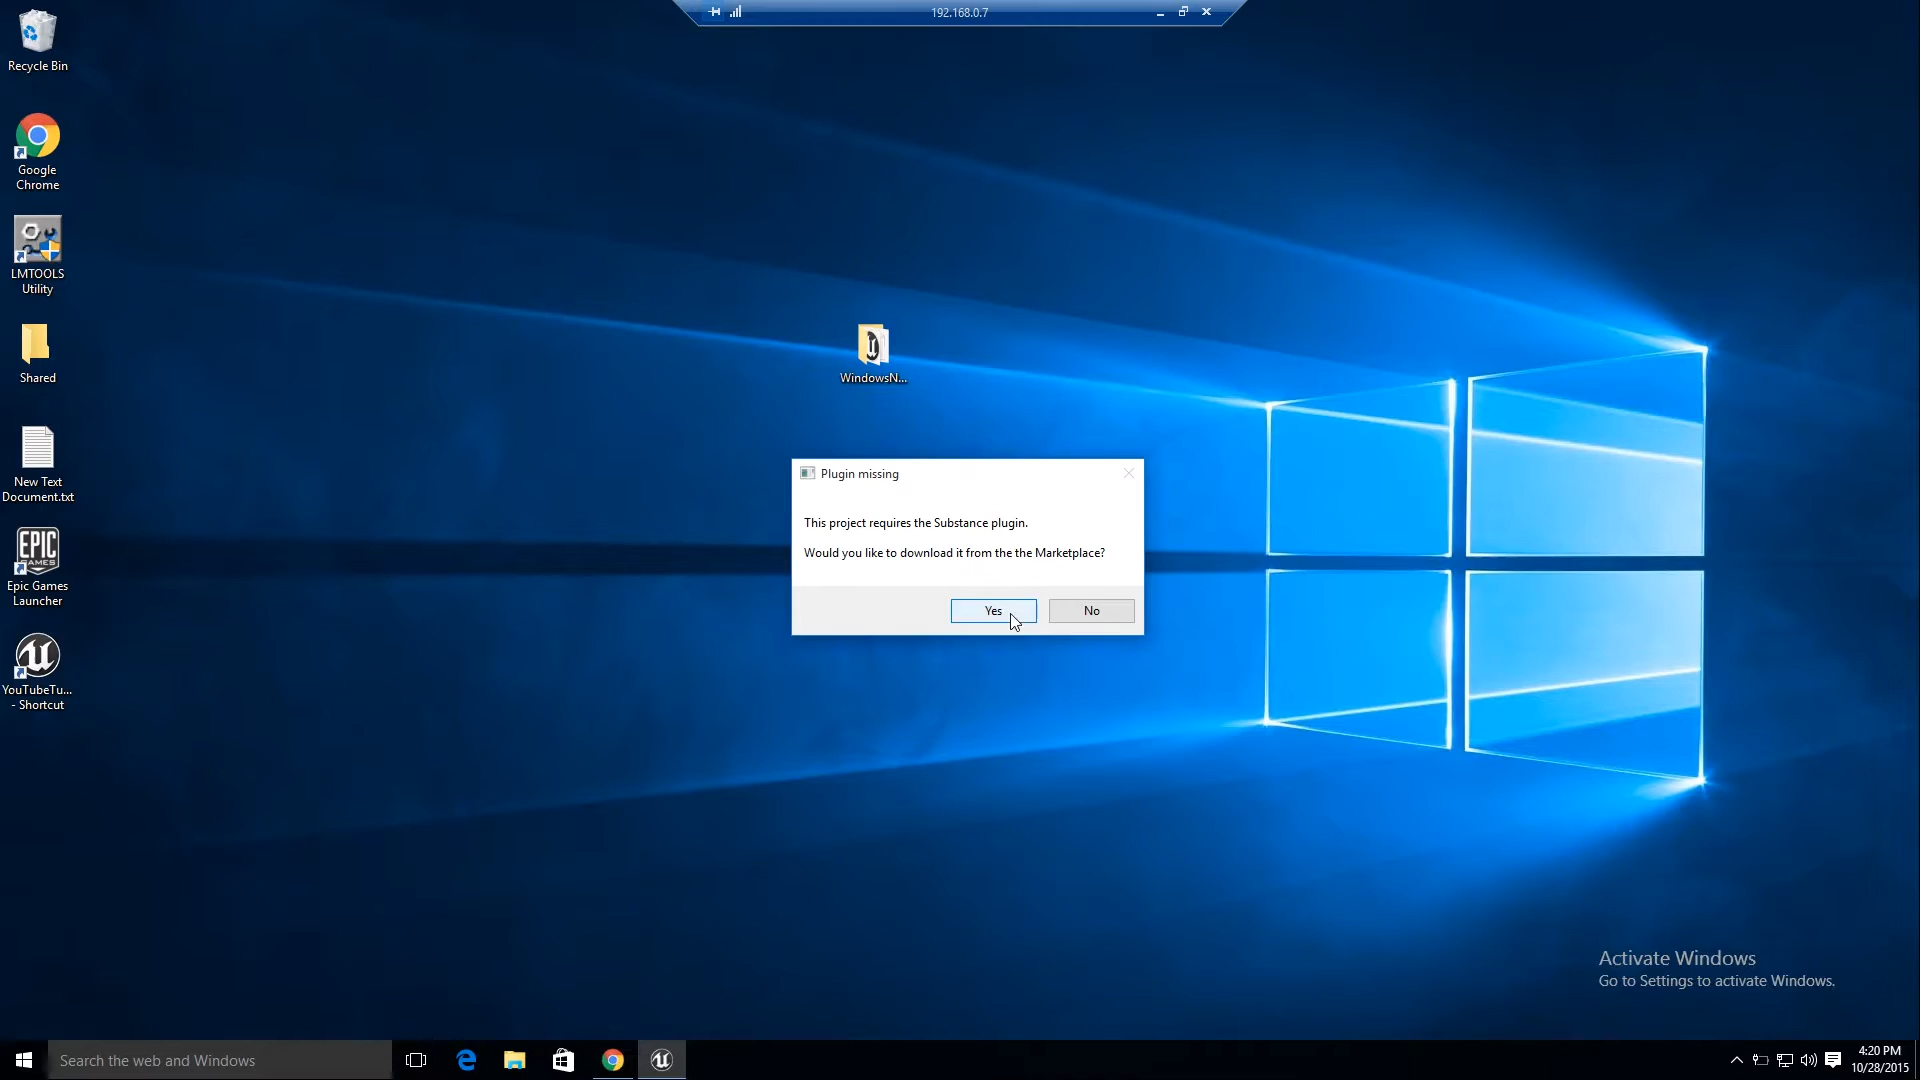 192.168.0.7
Recycle Bin
Google
Chrome
LMTOOLS
Utility
Shared
WindowsN...
New Text
Document.txt
EPIC
GAMES
Epic Games
Launcher
YouTubeTu...
- Shortcut
Plugin missing
This project requires the Substance plugin.
Would you like to download it from the the Marketplace?
Yes
No
Activate Windows
Go to Settings to activate Windows.
Search the web and Windows
4:20 PM
10/28/2015